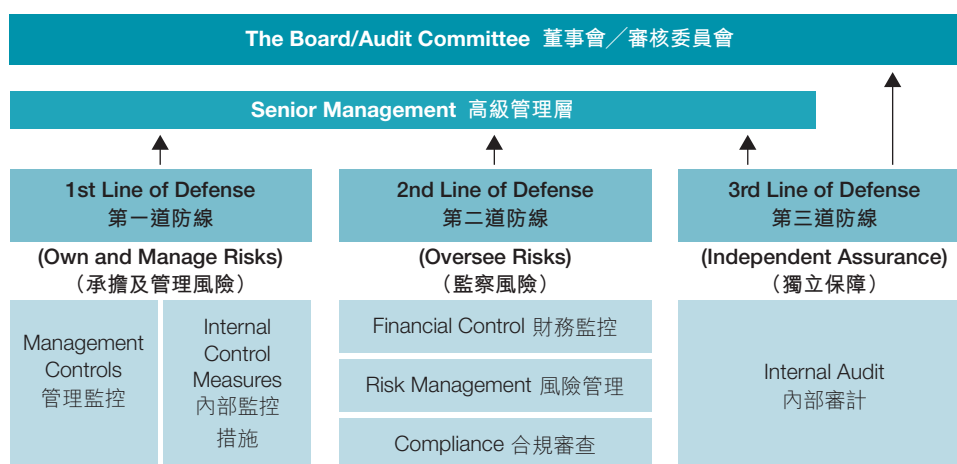 The Board/Audit Committee 董事會╱審核委員會
Senior Management 高級管理層
1st Line of Defense
第一道防線
(Own and Manage Risks)
（承擔及管理風險）
Management
Controls
管理監控
Internal
Control
Measures
內部監控
措施
2nd Line of Defense
第二道防線
(Oversee Risks)
（監察風險）
Financial Control 財務監控
Risk Management 風險管理
Compliance 合規審查
3rd Line of Defense
第三道防線
(Independent Assurance)
（獨立保障）
Internal Audit
內部審計